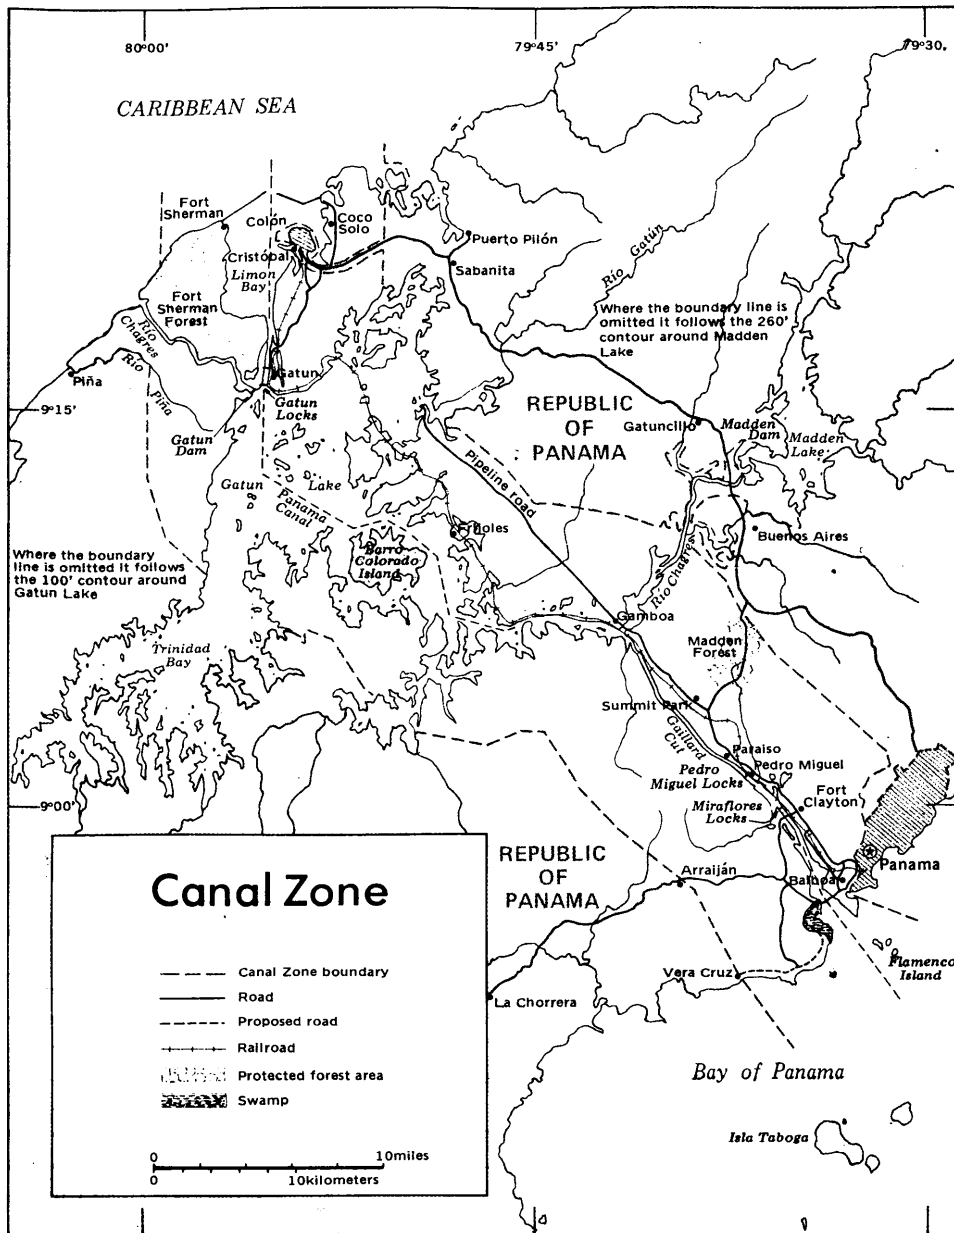 80°00'
79°45'
79°30.
CARIBBEAN SEA
Fort
Sherman
Colón
Coco
Solo
Puerto Pilón
Cristóbal
Limon
Bay
Sabanita
Río Gatún
Fort
Sherman
Forest
Where the boundary line is
omitted it follows the 260'
contour around Madden
Lake
Río
Chagres
Río
Piña
Piña
Gatun
9°15'
Gatun
Locks
REPUBLIC
OF
PANAMA
Gatuncillo
Madden
Dam
Madden
Lake
Gatun
Dam
Pipeline road
Gatun Lake
Panama
Canal
Frijoles
Buenos Aires
Where the boundary
line is omitted it follows
the 100' contour around
Gatun Lake
Barro
Colorado
Island
Río Chagres
Gamboa
Trinidad
Bay
Madden
Forest
Summit Park
Gaillard
Cut
Paraiso
Pedro Miguel
Pedro
Miguel Locks
Fort
Clayton
9°00'
Miraflores
Locks
REPUBLIC
OF
PANAMA
Panama
Arraiján
Balboa
Canal Zone
Flamenco
Island
Vera Cruz
La Chorrera
Canal Zone boundary
Road
Proposed road
Railroad
Protected forest area
Swamp
Bay of Panama
Isla Taboga
0 10miles
0 10kilometers